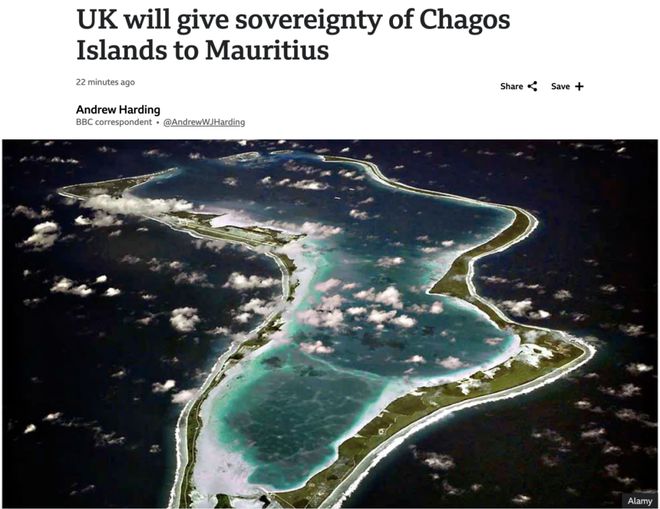 UK will give sovereignty of Chagos
Islands to Mauritius
22 minutes ago
Share
Save
Andrew Harding
BBC correspondent • @AndrewWJHarding
Alamy